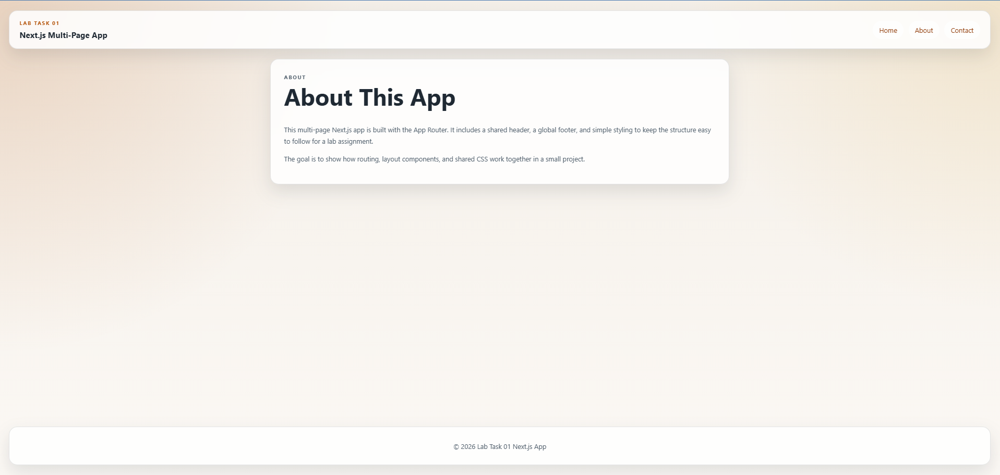 LAB TASK 01
Next.js Multi-Page App
Home About Contact
ABOUT
About This App
This multi-page Next.js app is built with the App Router. It includes a shared header, a global footer, and simple styling to keep the structure easy
to follow for a lab assignment.
The goal is to show how routing, layout components, and shared CSS work together in a small project.
© 2026 Lab Task 01 Next.js App